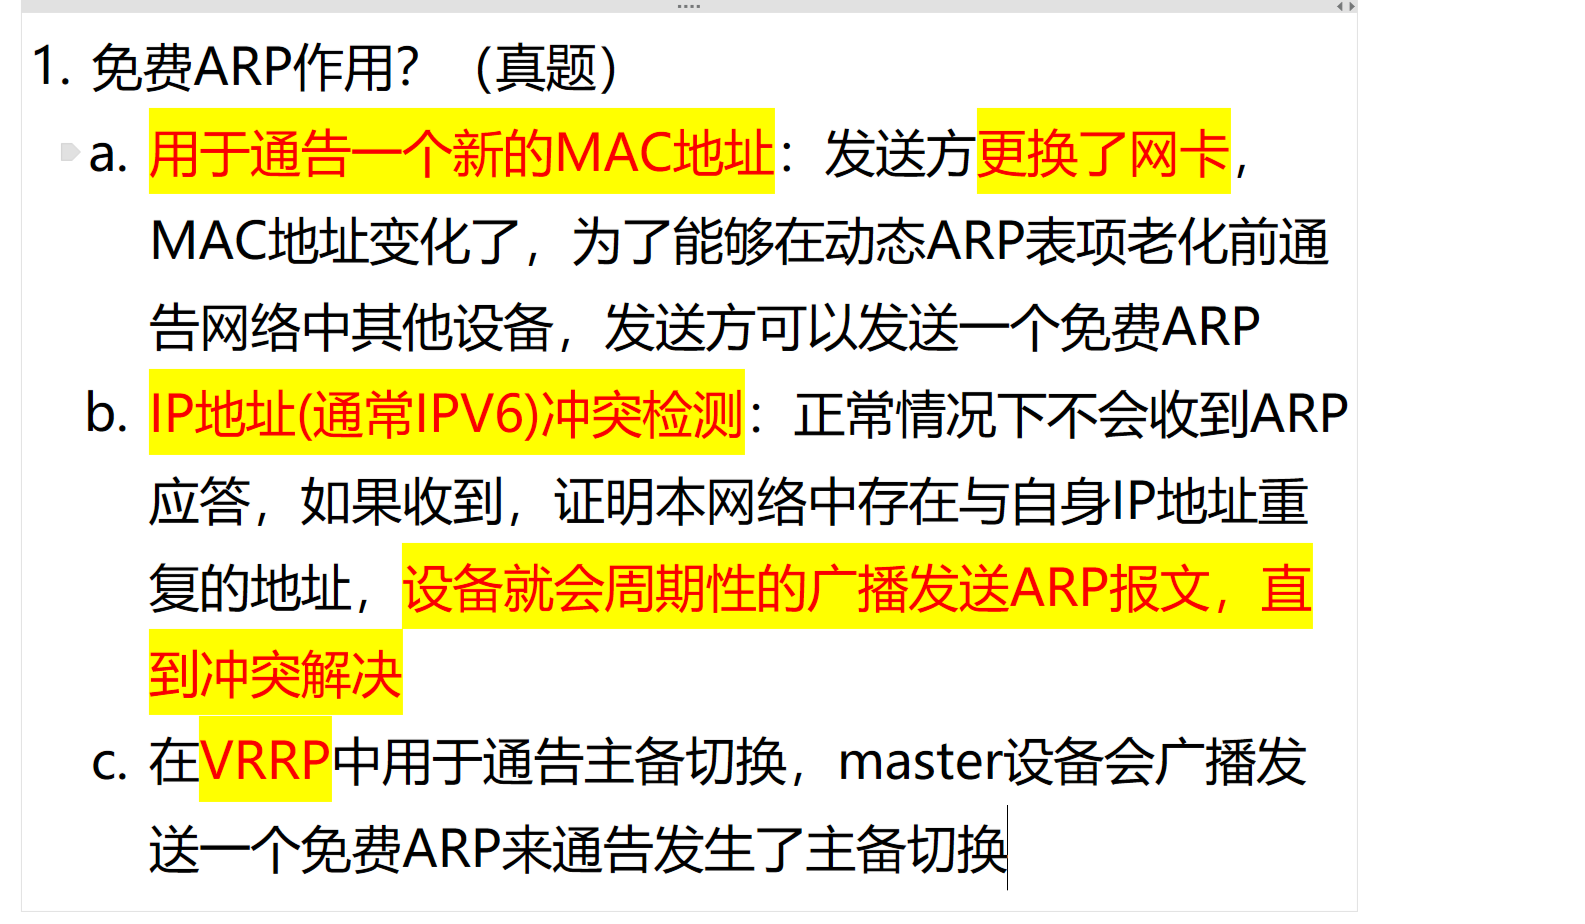 1. 免费ARP作用？（真题）
a. 用于通告一个新的MAC地址：发送方更换了网卡，
MAC地址变化了，为了能够在动态ARP表项老化前通
告网络中其他设备，发送方可以发送一个免费ARP
b. IP地址(通常IPV6)冲突检测：正常情况下不会收到ARP
应答，如果收到，证明本网络中存在与自身IP地址重
复的地址，设备就会周期性的广播发送ARP报文，直
到冲突解决
c. 在VRRP中用于通告主备切换，master设备会广播发
送一个免费ARP来通告发生了主备切换